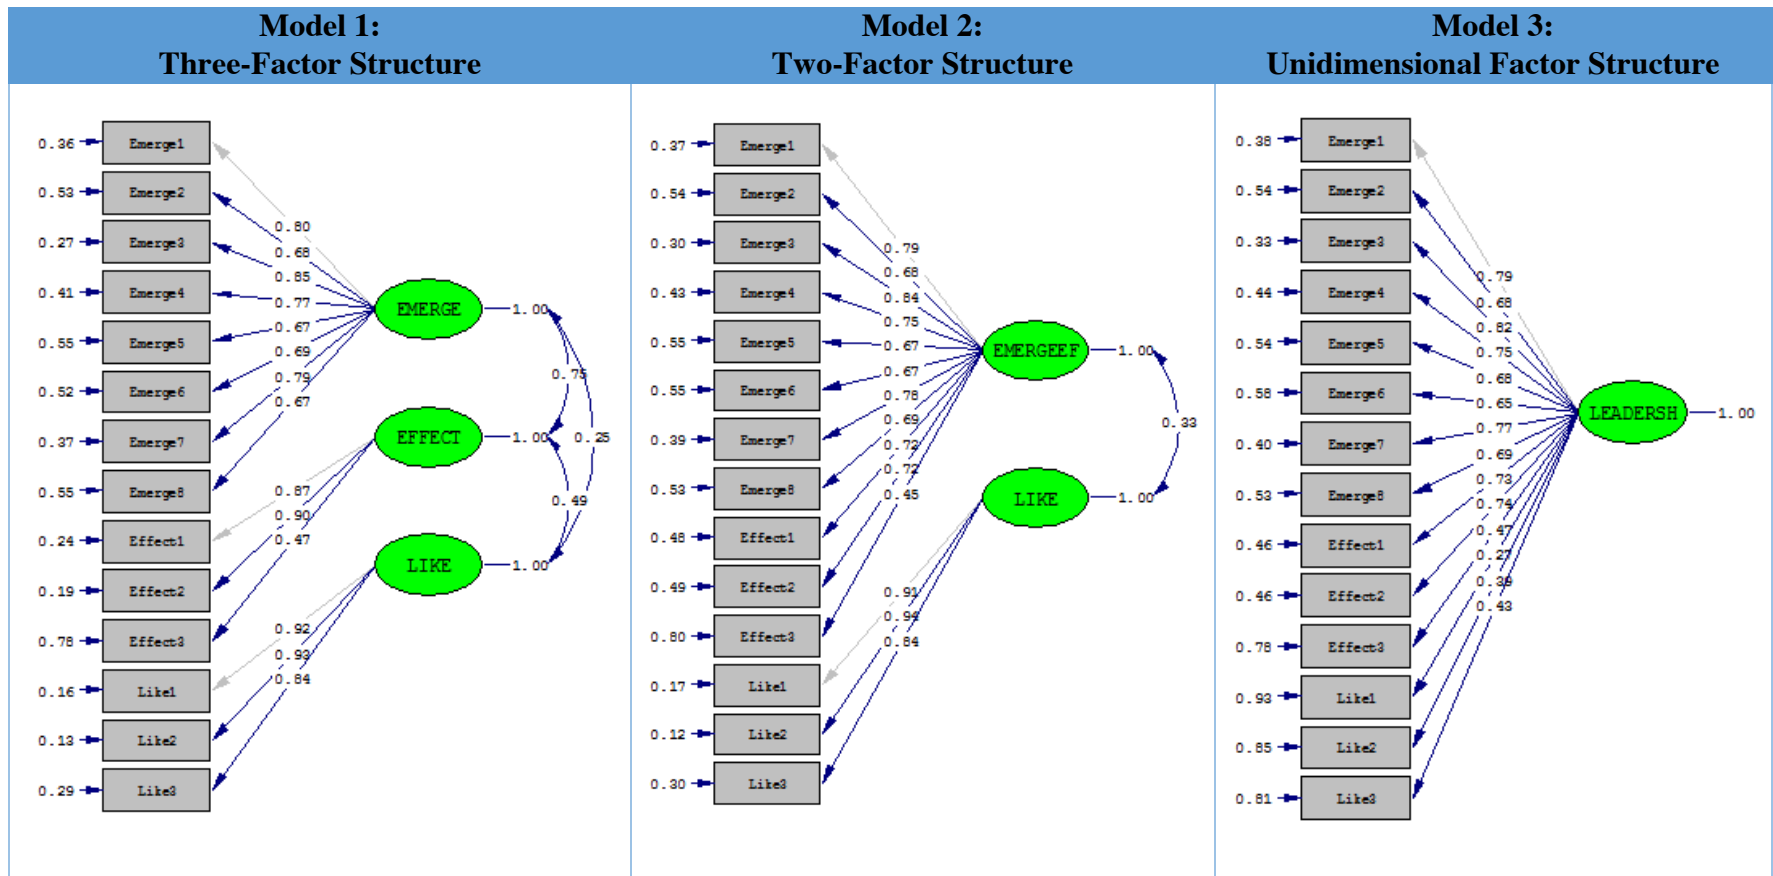 Model 1:
Three-Factor Structure
0.36 Emerge1
0.53 Emerge2
0.27 Emerge3
0.41 Emerge4
0.55 Emerge5
0.52 Emerge6
0.37 Emerge7
0.55 Emerge8
0.24 Effect1
0.19 Effect2
0.78 Effect3
0.16 Like1
0.13 Like2
0.29 Like3
0.80
0.68
0.85
0.77
0.67
0.69
0.79
0.67
0.87
0.90
0.47
0.92
0.93
0.84
EMERGE 1.00
EFFECT 1.00
LIKE 1.00
0.75
0.25
0.49
Model 2:
Two-Factor Structure
0.37 Emerge1
0.54 Emerge2
0.30 Emerge3
0.43 Emerge4
0.55 Emerge5
0.55 Emerge6
0.39 Emerge7
0.53 Emerge8
0.48 Effect1
0.49 Effect2
0.80 Effect3
0.17 Like1
0.12 Like2
0.30 Like3
0.79
0.68
0.84
0.75
0.67
0.67
0.78
0.69
0.72
0.72
0.45
0.91
0.94
0.84
EMERGEEF 1.00
LIKE 1.00
0.33
Model 3:
Unidimensional Factor Structure
0.38 Emerge1
0.54 Emerge2
0.33 Emerge3
0.44 Emerge4
0.54 Emerge5
0.58 Emerge6
0.40 Emerge7
0.53 Emerge8
0.46 Effect1
0.46 Effect2
0.78 Effect3
0.93 Like1
0.85 Like2
0.81 Like3
0.79
0.68
0.82
0.75
0.68
0.65
0.77
0.69
0.73
0.74
0.47
0.27
0.39
0.43
LEADERSH 1.00